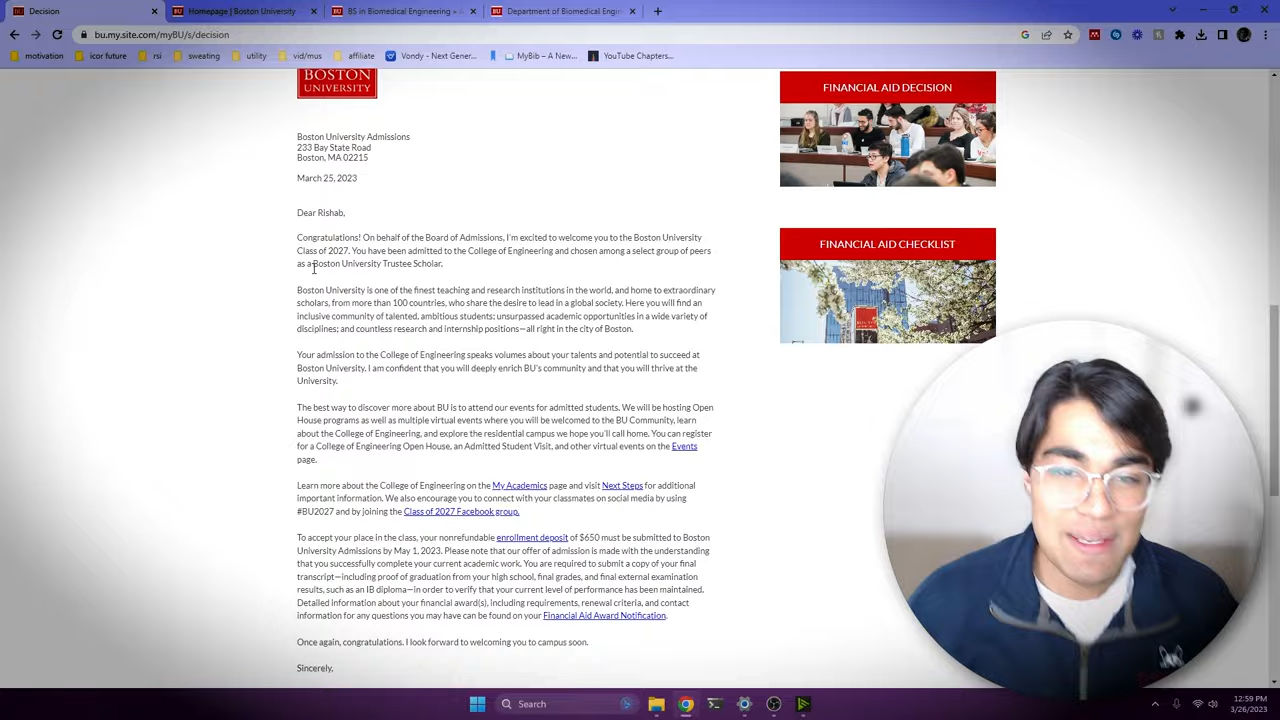 Decision
Homepage | Boston University
BS in Biomedical Engineering
Department of Biomedical Engin
bu.my.site.com/myBU/s/decision
motivation
icor future
rsi
sweating
utility
vid/mus
affiliate
Vondy - Next Gener...
MyBib – A New...
YouTube Chapters...
BOSTON
UNIVERSITY
Boston University Admissions
233 Bay State Road
Boston, MA 02215
March 25, 2023
Dear Rishab,
Congratulations! On behalf of the Board of Admissions, I'm excited to welcome you to the Boston University
Class of 2027. You have been admitted to the College of Engineering and chosen among a select group of peers
as a Boston University Trustee Scholar.
Boston University is one of the finest teaching and research institutions in the world, and home to extraordinary
scholars, from more than 100 countries, who share the desire to lead in a global society. Here you will find an
inclusive community of talented, ambitious students; unsurpassed academic opportunities in a wide variety of
disciplines; and countless research and internship positions—all right in the city of Boston.
Your admission to the College of Engineering speaks volumes about your talents and potential to succeed at
Boston University. I am confident that you will deeply enrich BU's community and that you will thrive at the
University.
The best way to discover more about BU is to attend our events for admitted students. We will be hosting Open
House programs as well as multiple virtual events where you will be welcomed to the BU Community, learn
about the College of Engineering, and explore the residential campus we hope you'll call home. You can register
for a College of Engineering Open House, an Admitted Student Visit, and other virtual events on the Events
page.
Learn more about the College of Engineering on the My Academics page and visit Next Steps for additional
important information. We also encourage you to connect with your classmates on social media by using
#BU2027 and by joining the Class of 2027 Facebook group.
To accept your place in the class, your nonrefundable enrollment deposit of $650 must be submitted to Boston
University Admissions by May 1, 2023. Please note that our offer of admission is made with the understanding
that you successfully complete your current academic work. You are required to submit a copy of your final
transcript—including proof of graduation from your high school, final grades, and final external examination
results, such as an IB diploma—in order to verify that your current level of performance has been maintained.
Detailed information about your financial award(s), including requirements, renewal criteria, and contact
information for any questions you may have can be found on your Financial Aid Award Notification.
Once again, congratulations. I look forward to welcoming you to campus soon.
Sincerely,
FINANCIAL AID DECISION
FINANCIAL AID CHECKLIST
Search
12:59 PM
3/26/2023